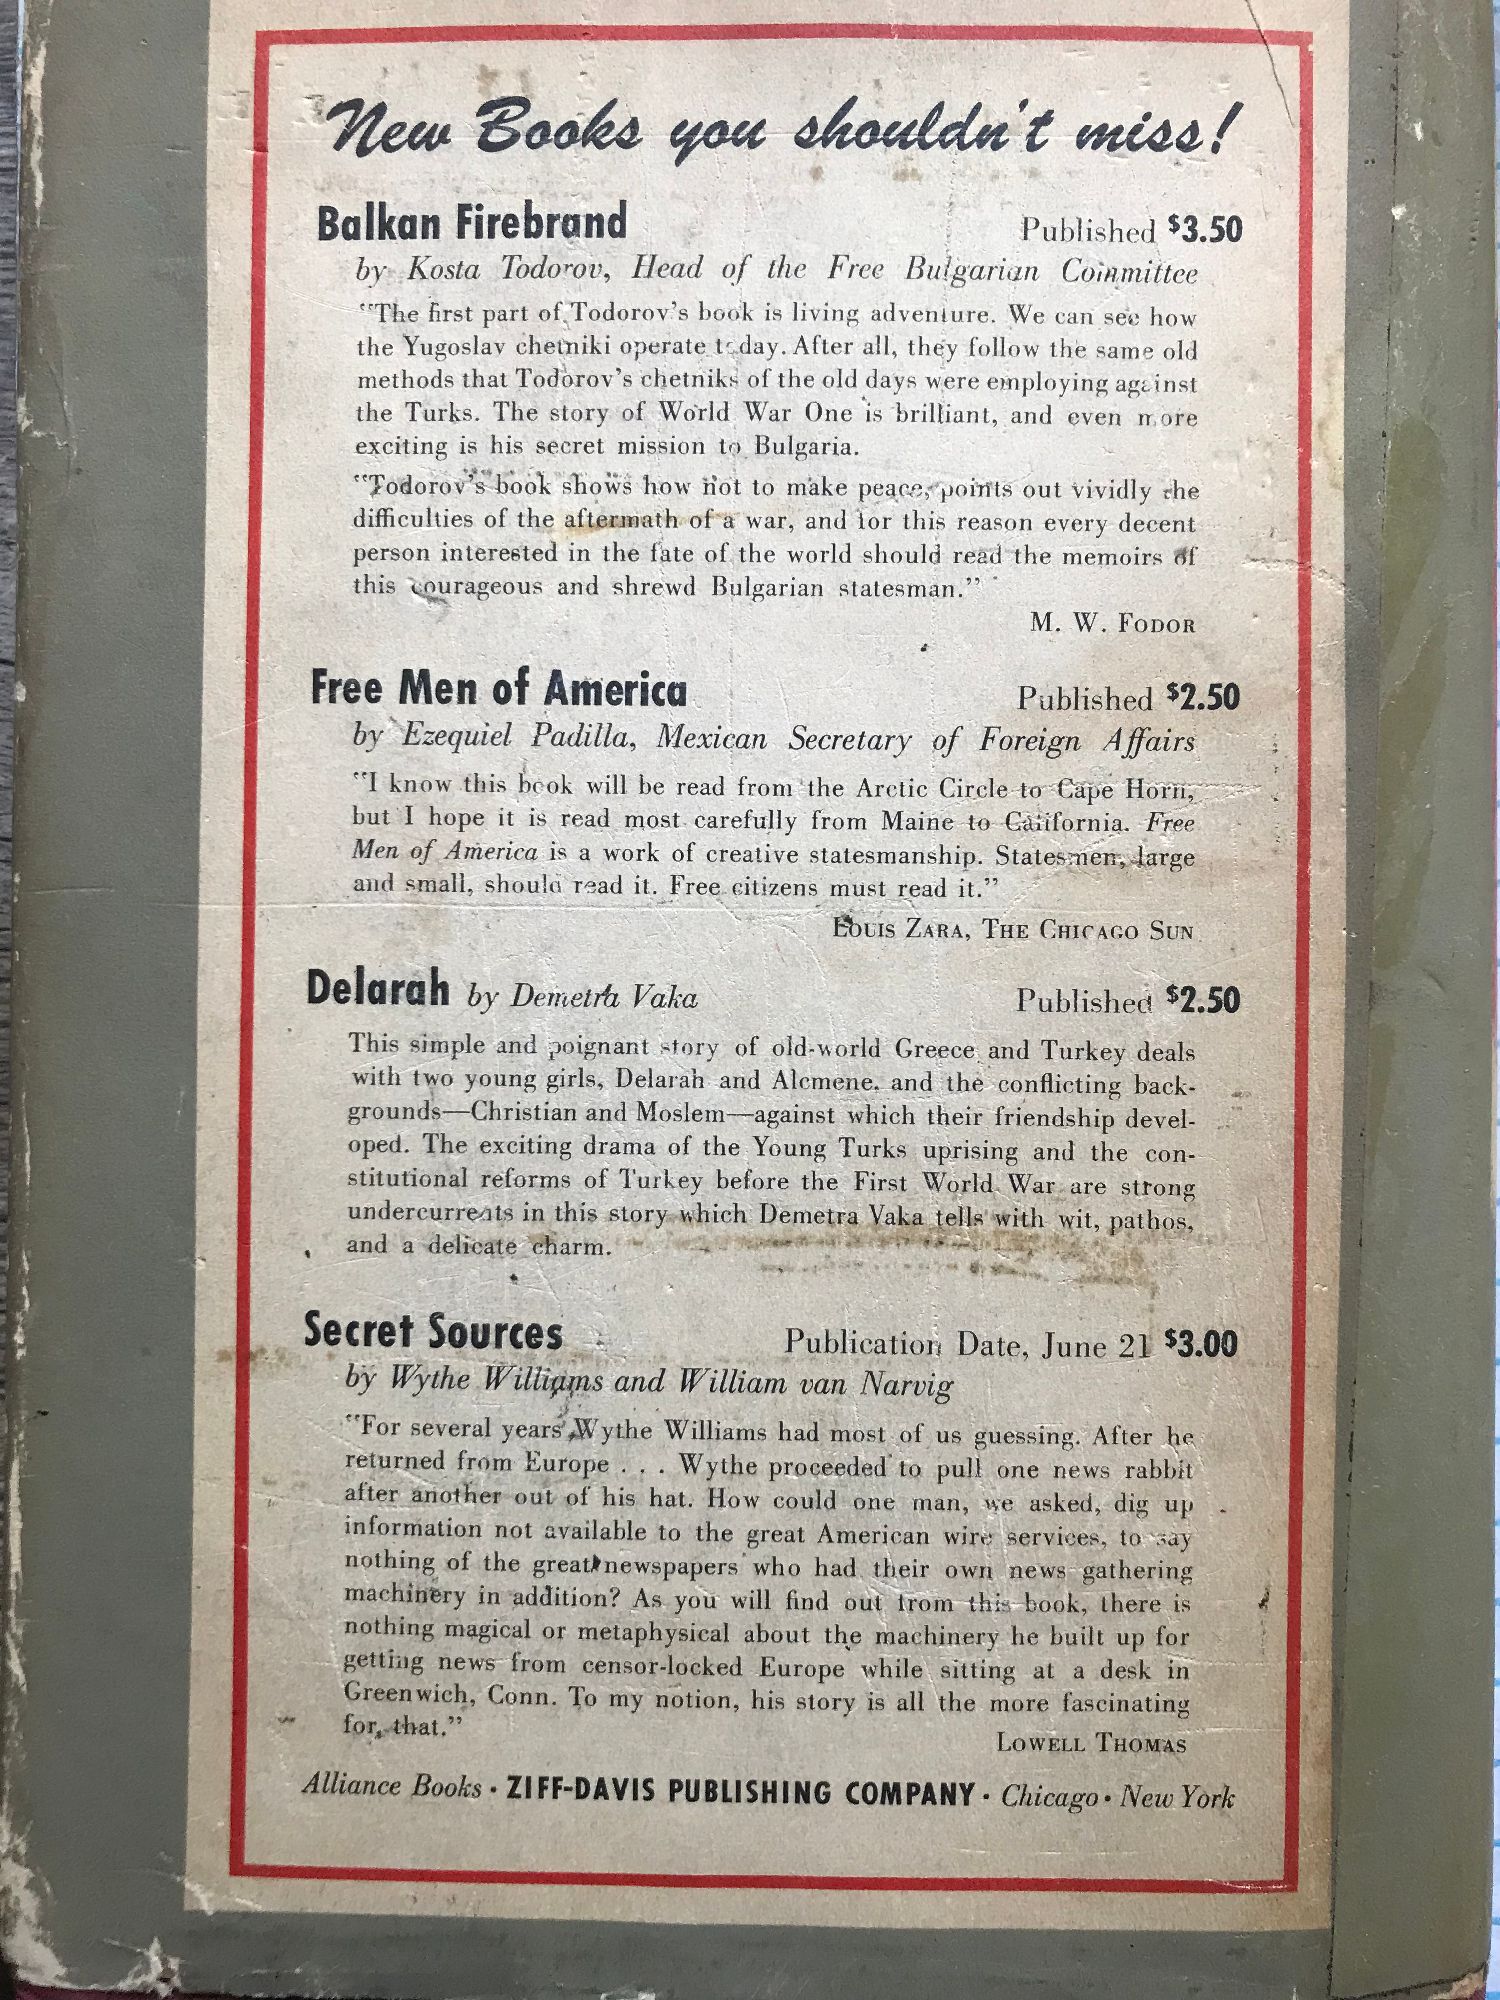 New Books you shouldn't miss!
Balkan Firebrand Published $3.50
by Kosta Todorov, Head of the Free Bulgarian Committee
"The first part of Todorov's book is living adventure. We can see how
the Yugoslav chetniki operate today. After all, they follow the same old
methods that Todorov's chetniks of the old days were employing against
the Turks. The story of World War One is brilliant, and even more
exciting is his secret mission to Bulgaria.
"Todorov's book shows how not to make peace, points out vividly the
difficulties of the aftermath of a war, and for this reason every decent
person interested in the fate of the world should read the memoirs of
this courageous and shrewd Bulgarian statesman."
M. W. FODOR
Free Men of America Published $2.50
by Ezequiel Padilla, Mexican Secretary of Foreign Affairs
"I know this book will be read from the Arctic Circle to Cape Horn,
but I hope it is read most carefully from Maine to California. Free
Men of America is a work of creative statesmanship. Statesmen, large
and small, should read it. Free citizens must read it."
LOUIS ZARA, THE CHICAGO SUN
Delarah by Demetra Vaka Published $2.50
This simple and poignant story of old-world Greece and Turkey deals
with two young girls, Delarah and Alcmene, and the conflicting back-
grounds—Christian and Moslem—against which their friendship devel-
oped. The exciting drama of the Young Turks uprising and the con-
stitutional reforms of Turkey before the First World War are strong
undercurrents in this story which Demetra Vaka tells with wit, pathos,
and a delicate charm.
Secret Sources Publication Date, June 21 $3.00
by Wythe Williams and William van Narvig
"For several years Wythe Williams had most of us guessing. After he
returned from Europe . . . Wythe proceeded to pull one news rabbit
after another out of his hat. How could one man, we asked, dig up
information not available to the great American wire services, to say
nothing of the great newspapers who had their own news gathering
machinery in addition? As you will find out from this book, there is
nothing magical or metaphysical about the machinery he built up for
getting news from censor-locked Europe while sitting at a desk in
Greenwich, Conn. To my notion, his story is all the more fascinating
for that."
LOWELL THOMAS
Alliance Books • ZIFF-DAVIS PUBLISHING COMPANY • Chicago • New York